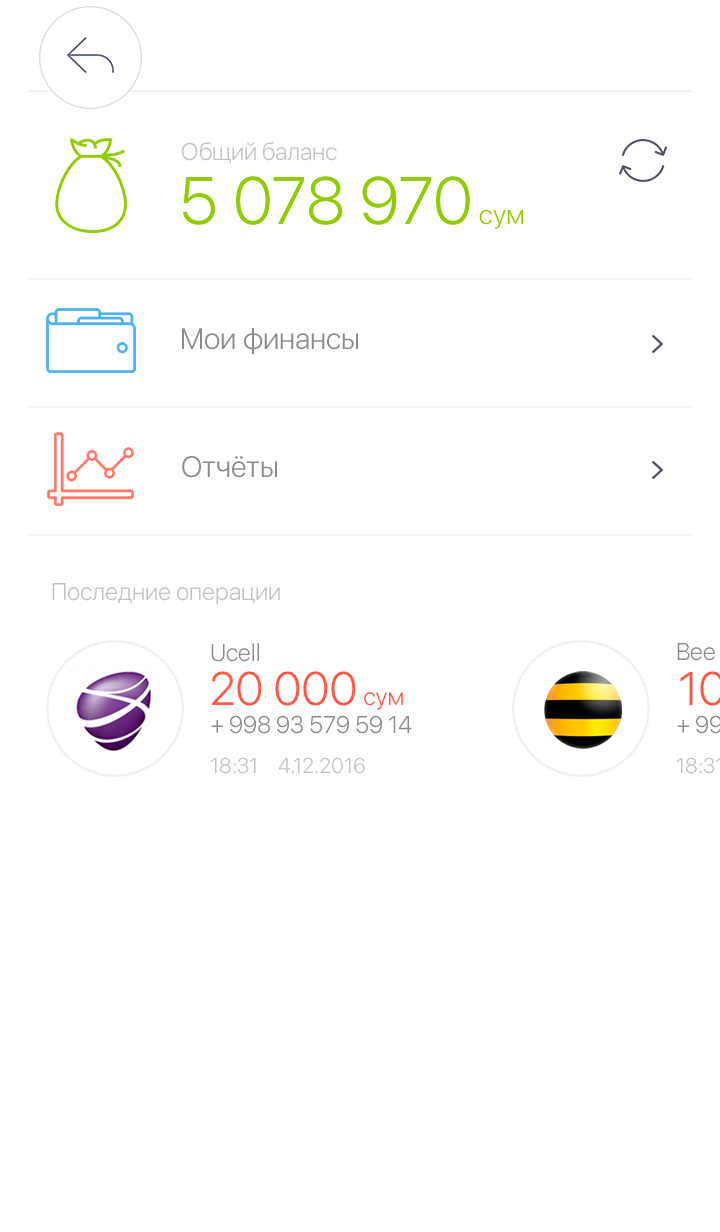 Общий баланс
5 078 970 сум
Мои финансы
Отчёты
Последние операции
Ucell
20 000 сум
+ 998 93 579 59 14
18:31 4.12.2016
Bee
10
+ 99
18:31